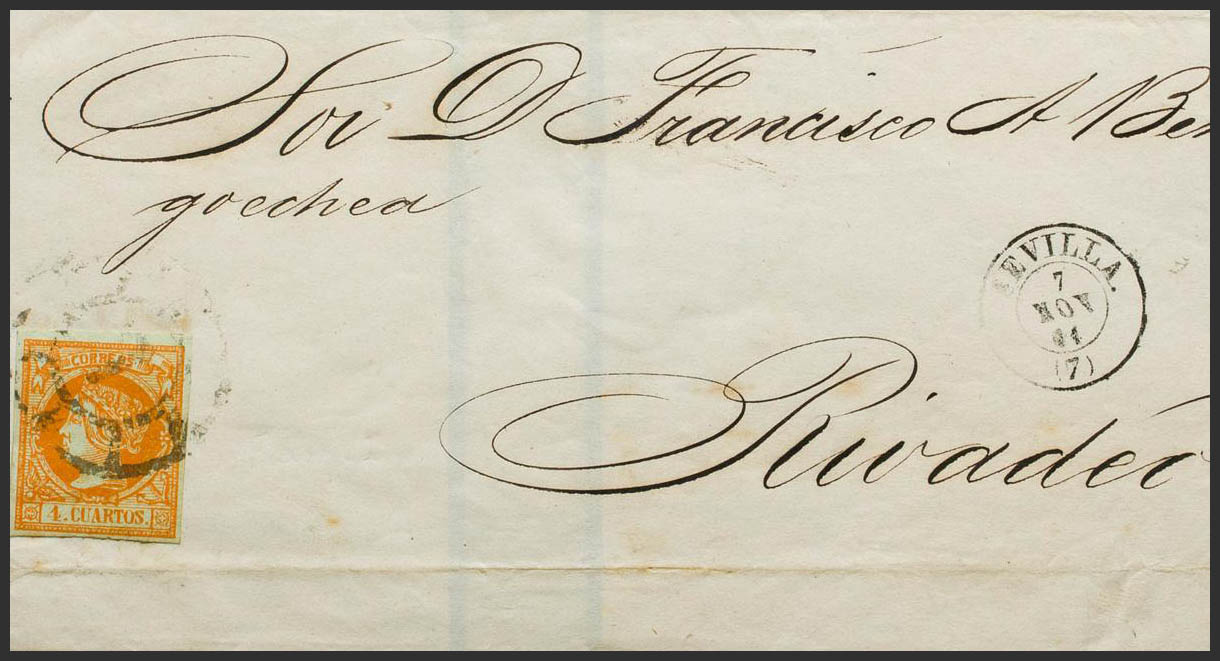 Sor D Francisco A Ben
goechea
SEVILLA.
7
NOV
61
(7)
Rivadeo
CORREOS
4. CUARTOS.